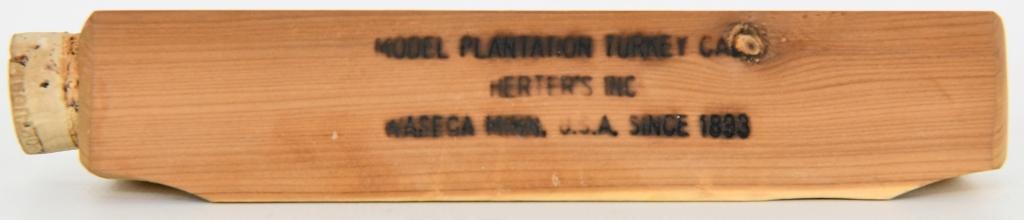 MODEL PLANTATION TURKEY CALL
HERTER'S INC
WASECA MINN. U.S.A. SINCE 1893